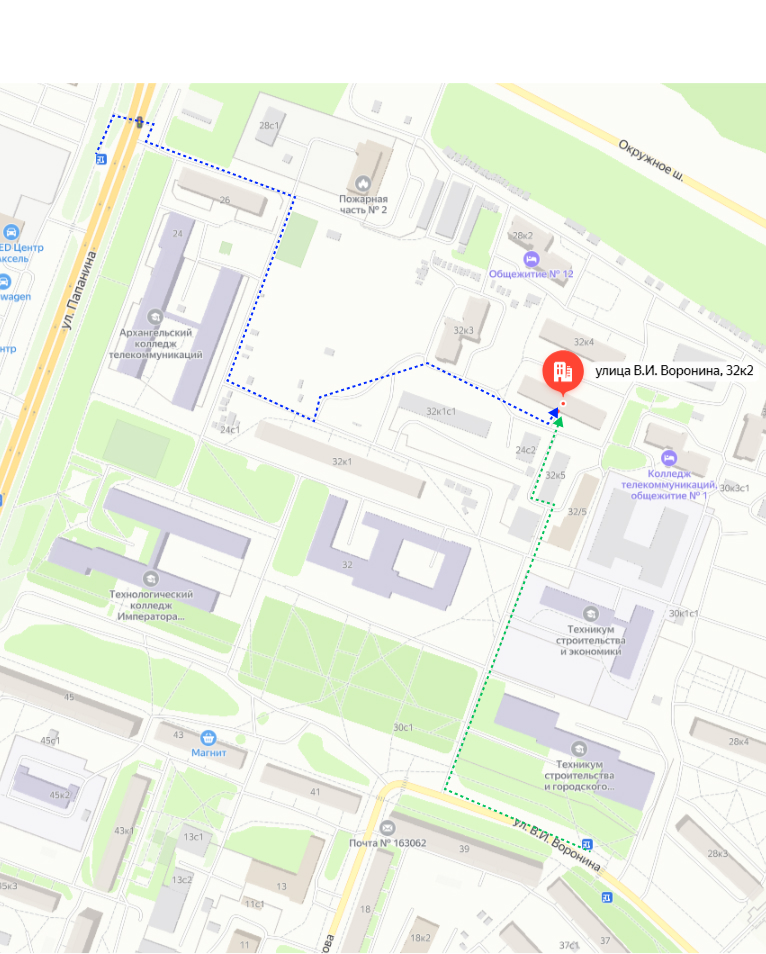 28с1
Окружное ш.
Пожарная
часть № 2
26
24
28к2
Общежитие № 12
ED Центр
ксель
wagen
ул. Папанина
нтр
Архангельский
колледж
телекоммуникаций
32к3
32к4
улица В.И. Воронина, 32к2
32к1с1
24с1
32к1
24с2
32к5
Колледж
телекоммуникаций,
общежитие № 1
30к3с1
32/5
32
Технологический
колледж
Императора...
30к1с1
Техникум
строительства
и экономики
45
43
Магнит
30с1
45с1
28к4
Техникум
строительства
и городского...
45к2
41
43к1
13с1
Почта № 163062
39
ул. В.И. Воронина
28к3
13с2
5к3
13
11с1
18
37
18к2
37с1
11
ова